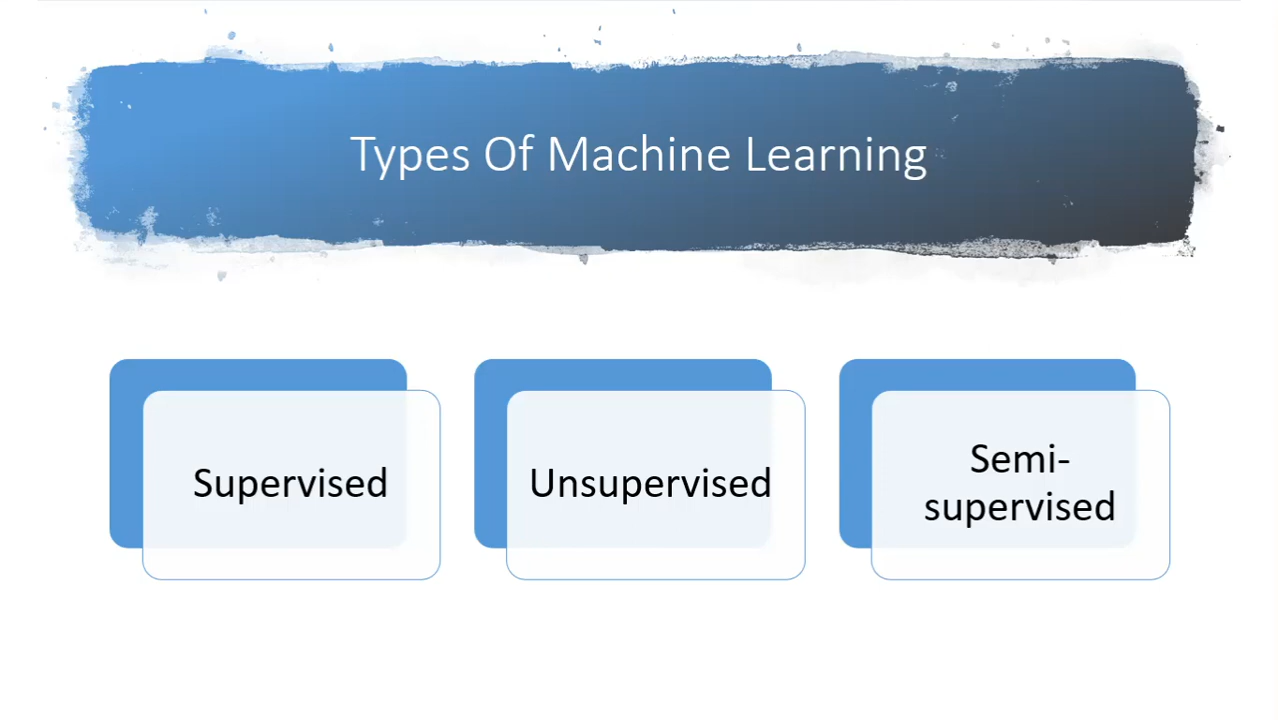 Types Of Machine Learning
Supervised
Unsupervised
Semi-
supervised